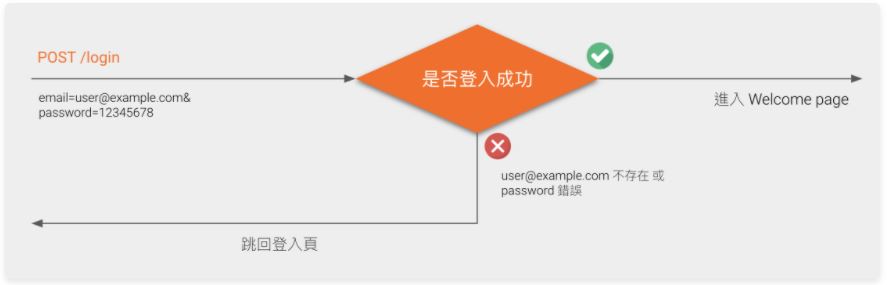 POST /login
email=user@example.com&
password=12345678
是否登入成功
進入 Welcome page
user@example.com 不存在 或
password 錯誤
跳回登入頁